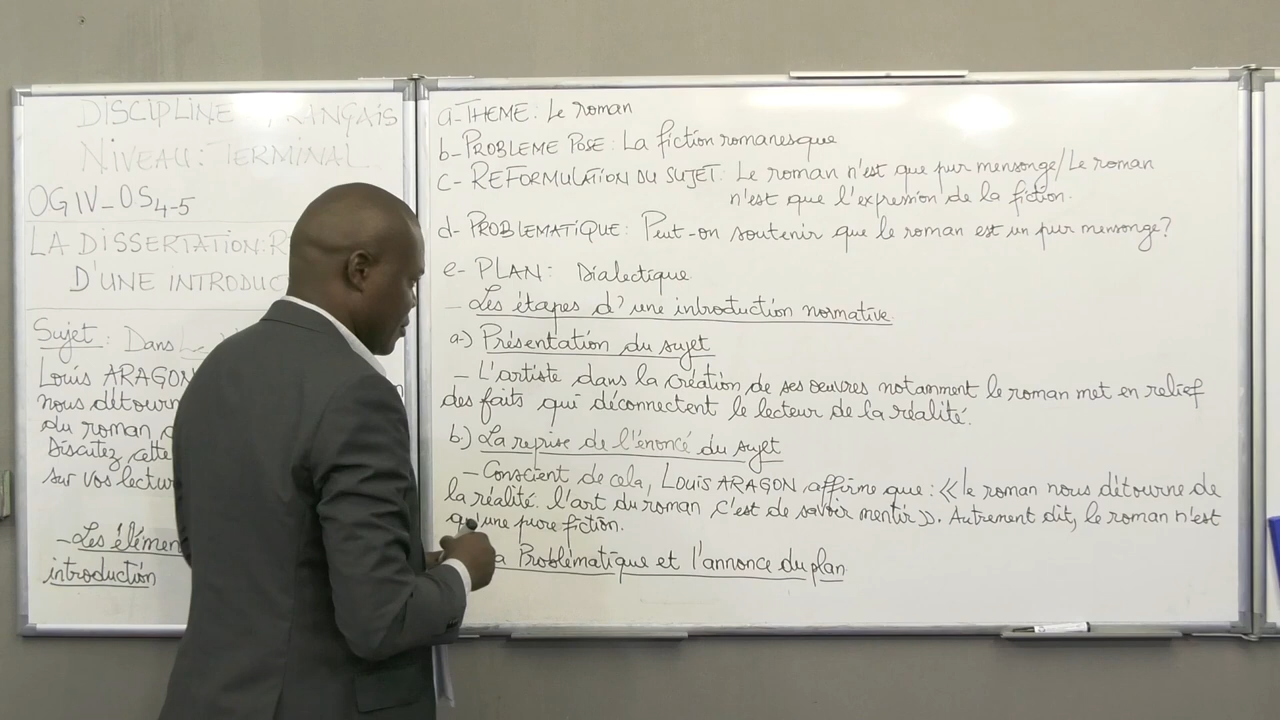 DISCIPLINE : FRANÇAIS
NIVEAU : TERMINAL
OG IV_OS4-5
LA DISSERTATION:
D'UNE
Sujet : Dans
Louis ARAGON
nous
du roman
Discutez cette
sur vos
- Les
introduction
a-THEME : Le roman
b-PROBLEME POSE : La fiction romanesque
c- REFORMULATION DU SUJET: Le roman n'est que pur mensonge/Le roman
n'est que l'expression de la fiction.
d- PROBLEMATIQUE : Peut-on soutenir que le roman est un pur mensonge?
e- PLAN : Dialectique
- Les étapes d'une introduction normative
a-) Présentation du sujet
- L'artiste dans la création de ses oeuvres notamment le roman met en relief
des faits qui déconnectent le lecteur de la réalité.
b-) La reprise de l'énoncé du sujet
- Conscient de cela, LOUIS ARAGON affirme que : « le roman nous détourne de
la réalité. l'art du roman c'est de savoir mentir ». Autrement dit, le roman n'est
qu'une pure fiction.
Problématique et l'annonce du plan